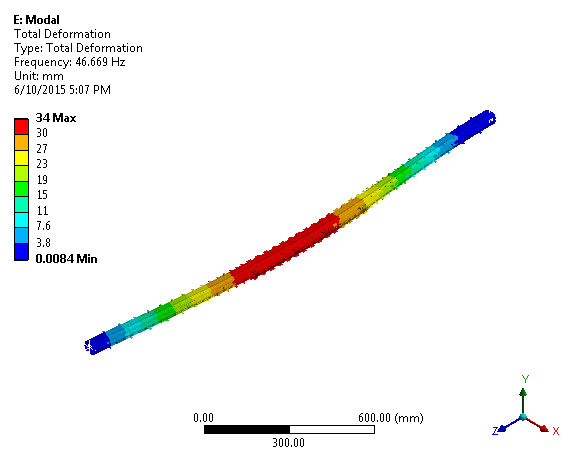 E: Modal
Total Deformation
Type: Total Deformation
Frequency: 46.669 Hz
Unit: mm
6/10/2015 5:07 PM
34 Max
30
27
23
19
15
11
7.6
3.8
0.0084 Min
0.00
600.00 (mm)
300.00
Y
Z
X